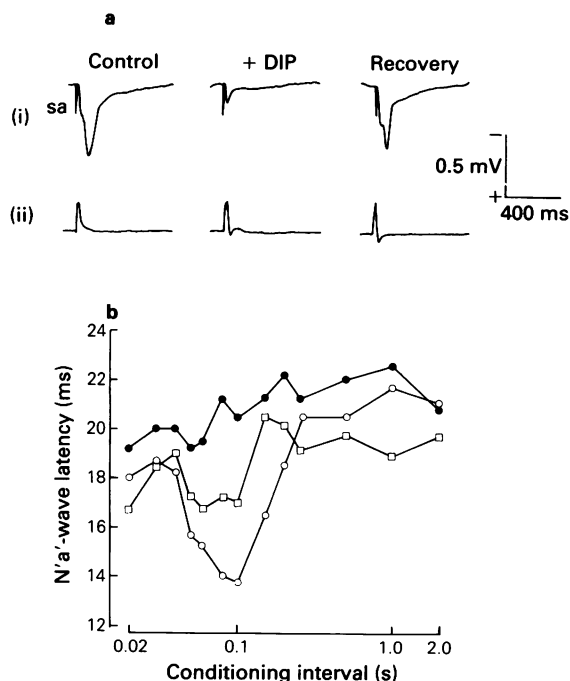 a
Control + DIP Recovery
(i) sa
0.5 mV
−
+
400 ms
(ii)
b
24
22
20
18
16
14
12
N'a'-wave latency (ms)
0.02 0.1 1.0 2.0
Conditioning interval (s)